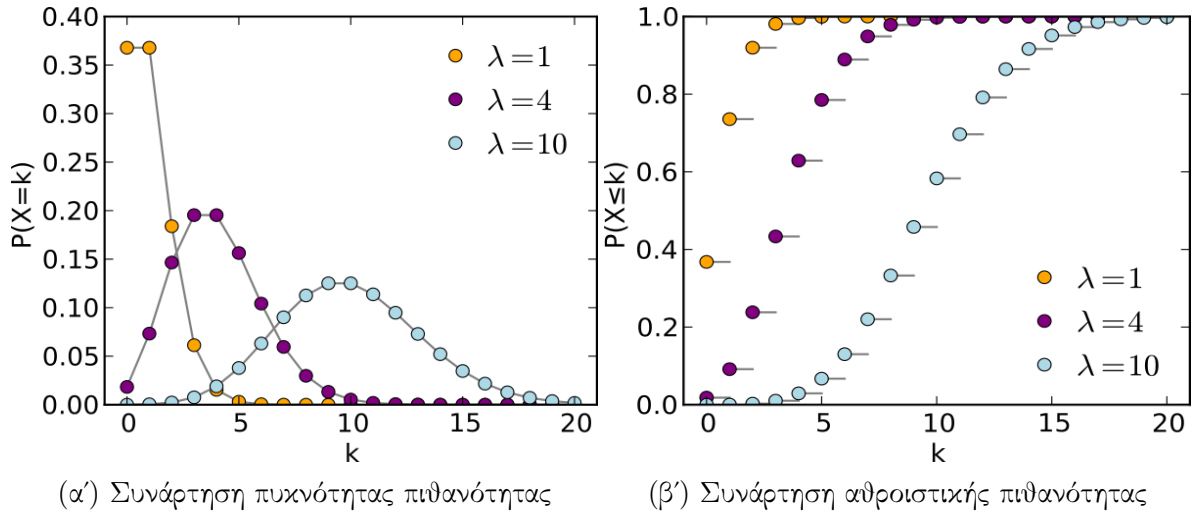 0.40
0.35
0.30
0.25
0.20
0.15
0.10
0.05
0.00
P(X=k)
0 5 10 15 20
k
λ=1
λ=4
λ=10
(α΄) Συνάρτηση πυκνότητας πιθανότητας
1.0
0.8
0.6
0.4
0.2
0.0
P(X≤k)
0 5 10 15 20
k
λ=1
λ=4
λ=10
(β΄) Συνάρτηση αθροιστικής πιθανότητας